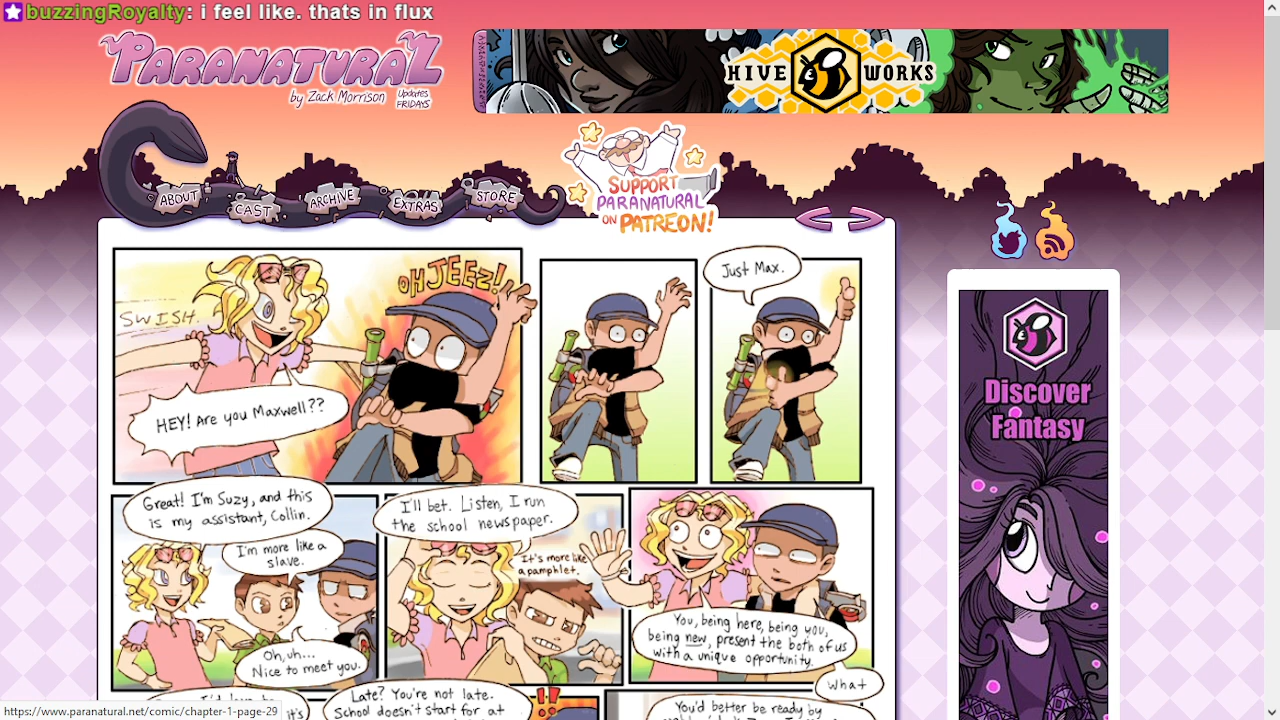 buzzingRoyalty: i feel like. thats in flux
PARANATURAL
by Zack Morrison
Updates
FRIDAYS
HIVE WORKS
ABOUT
CAST
ARCHIVE
EXTRAS
STORE
SUPPORT
PARANATURAL
ON PATREON!
SWISH.
OH JEEZ!
HEY! Are you Maxwell??
Just Max.
Great! I'm Suzy, and this
is my assistant, Collin.
I'm more like a
slave.
Oh, uh...
Nice to meet you.
I'll bet. Listen, I run
the school newspaper.
It's more like
a pamphlet.
You, being here, being you,
being new, present the both of us
with a unique opportunity.
What
Late? You're not late.
School doesn't start for at
!!
You'd better be ready by
Discover
Fantasy
https://www.paranatural.net/comic/chapter-1-page-29